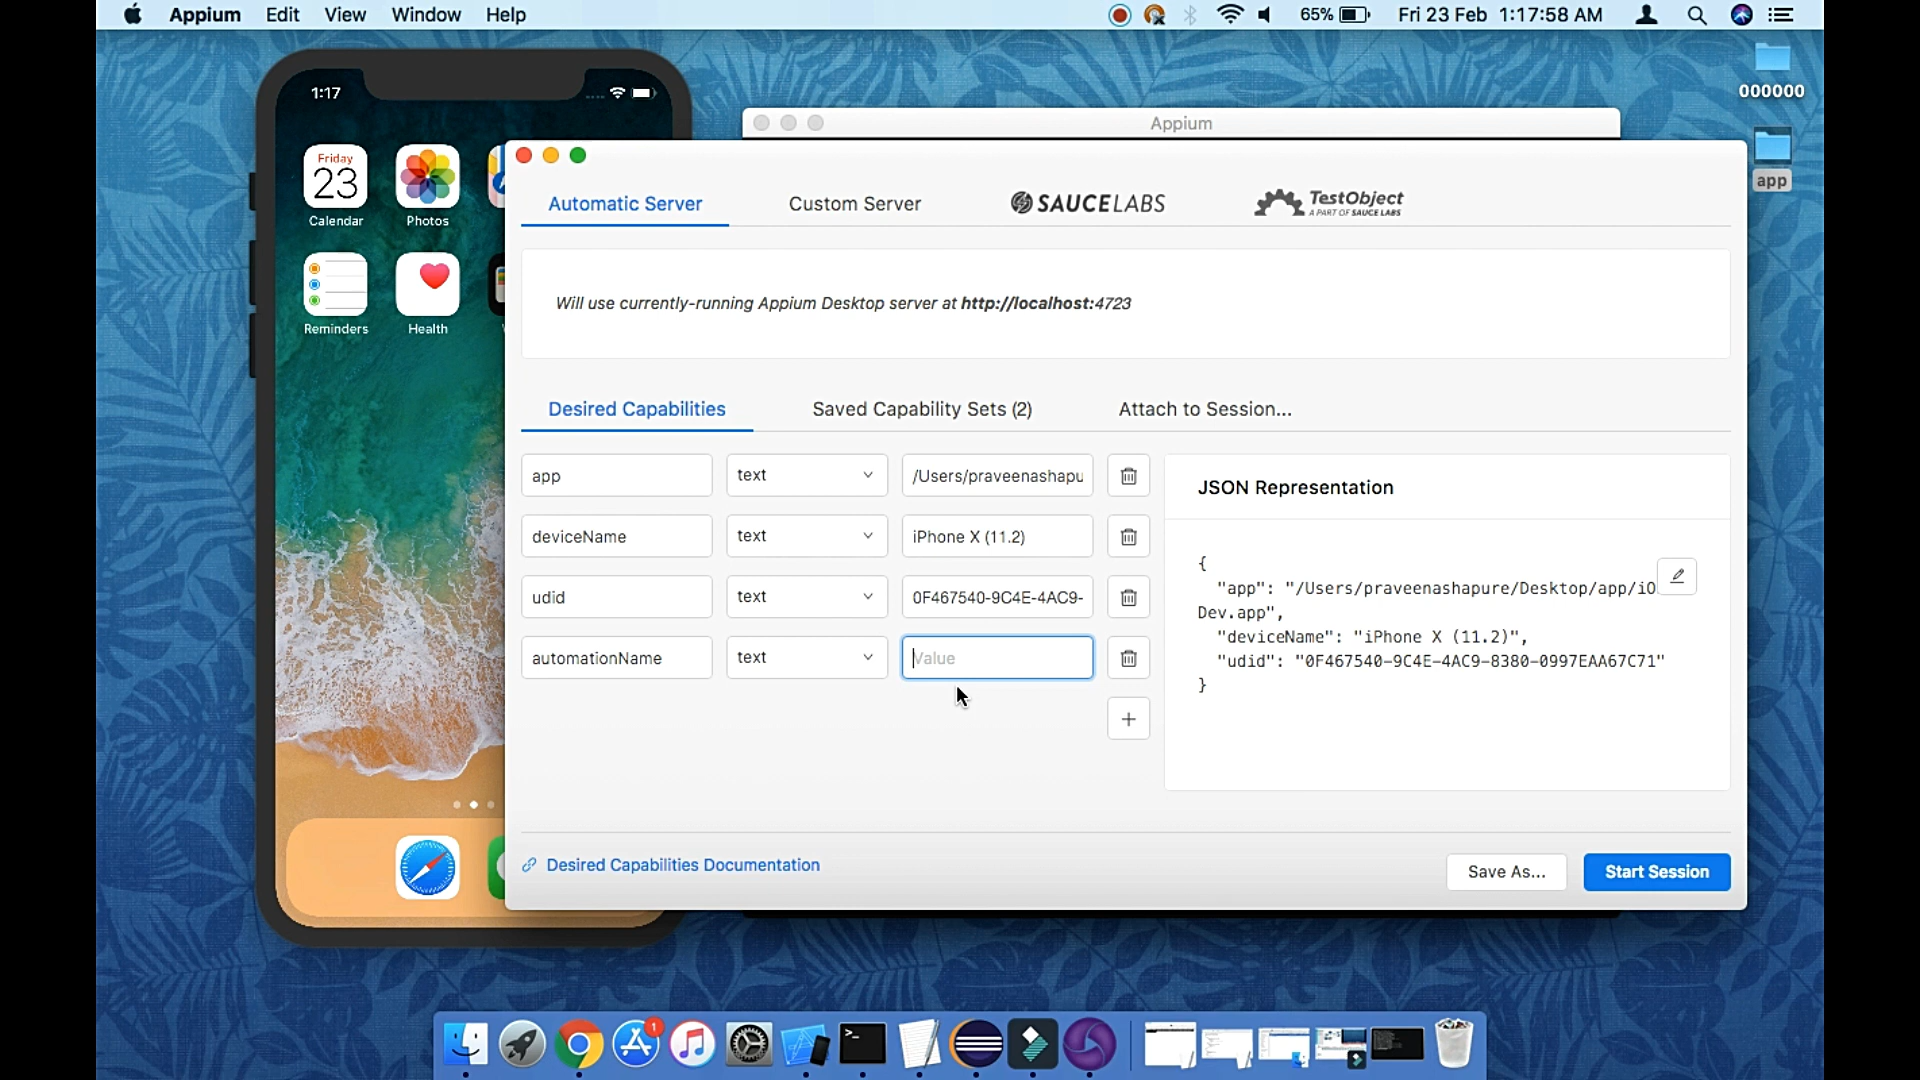 Appium Edit View Window Help 65% Fri 23 Feb 1:17:58 AM
000000
app
1:17
Appium
Friday
23
Calendar
Photos
Reminders
Health
Automatic Server Custom Server SAUCELABS TestObject
A PART OF SAUCE LABS
Will use currently-running Appium Desktop server at http://localhost:4723
Desired Capabilities Saved Capability Sets (2) Attach to Session...
app text /Users/praveenashapu
deviceName text iPhone X (11.2)
udid text 0F467540-9C4E-4AC9-
automationName text Value
+
JSON Representation
{
"app": "/Users/praveenashapure/Desktop/app/iO
Dev.app",
"deviceName": "iPhone X (11.2)",
"udid": "0F467540-9C4E-4AC9-8380-0997EAA67C71"
}
Desired Capabilities Documentation
Save As... Start Session
1
>_